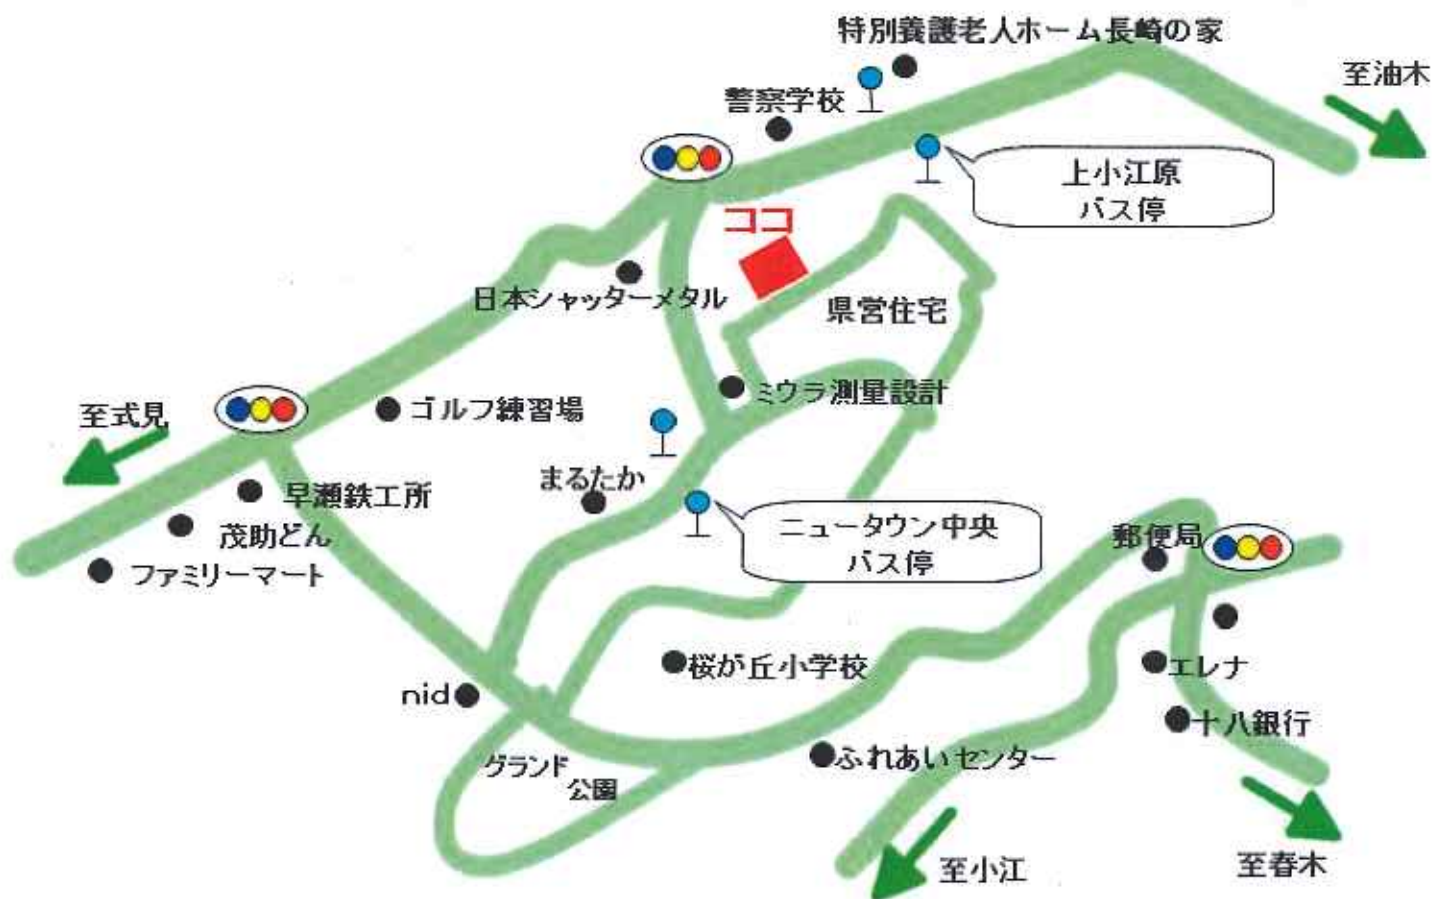 特別養護老人ホーム長崎の家
至油木
警察学校
上小江原
バス停
ココ
日本シャッターメタル
県営住宅
ミウラ測量設計
至式見
ゴルフ練習場
まるたか
早瀬鉄工所
茂助どん
ファミリーマート
ニュータウン中央
バス停
郵便局
桜が丘小学校
エレナ
nid
十八銀行
グランド
公園
ふれあいセンター
至小江
至春木